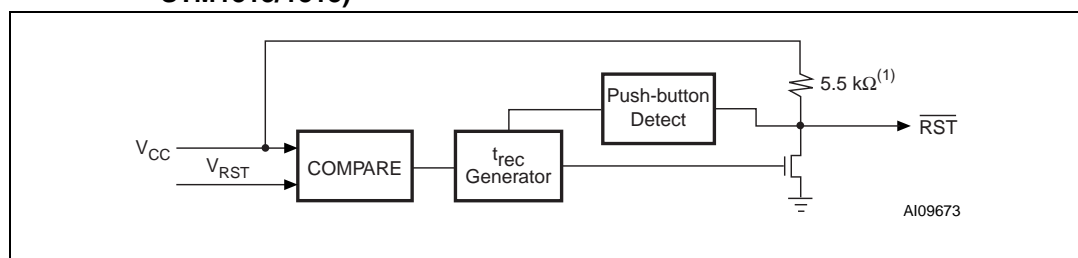 5.5 kΩ(1)
Push-button
Detect
RST
VCC
VRST
COMPARE
trec
Generator
AI09673